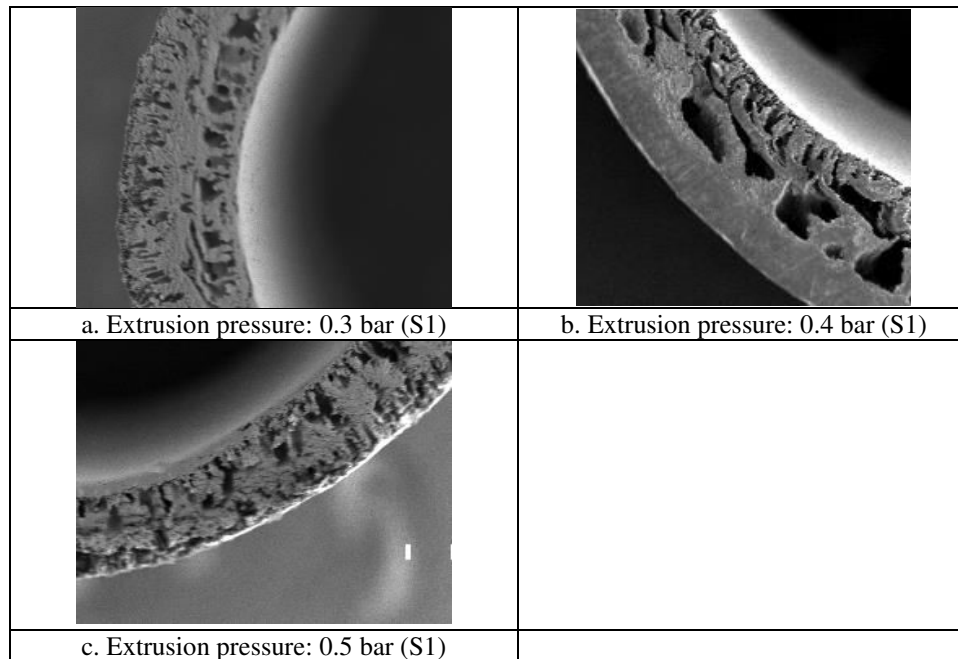 a. Extrusion pressure: 0.3 bar (S1)
b. Extrusion pressure: 0.4 bar (S1)
c. Extrusion pressure: 0.5 bar (S1)